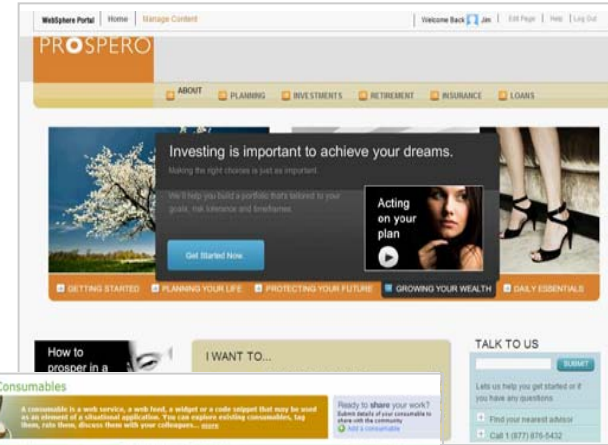 WebSphere Portal Home Manage Content
Welcome Back Jim Edit Page Help Log Out
PROSPERO
ABOUT PLANNING INVESTMENTS RETIREMENT INSURANCE LOANS
Investing is important to achieve your dreams.
Making the right choices is just as important.
We'll help you build a portfolio that's tailored to your
goals, risk tolerance and timeframes.
Acting
on your
plan
Get Started Now
GETTING STARTED PLANNING YOUR LIFE PROTECTING YOUR FUTURE GROWING YOUR WEALTH DAILY ESSENTIALS
How to
prosper in a
I WANT TO...
TALK TO US
SUBMIT
Lets us help you get started or if
you have any questions
Find your nearest advisor
Call 1 (877) 876-5432
Consumables
A consumable is a web service, a web feed, a widget or a code snippet that may be used
as an element of a situational application. You can explore existing consumables, tag
them, rate them, discuss them with your colleagues... more
Ready to share your work?
Submit details of your consumable to
share with the community
Add a consumable